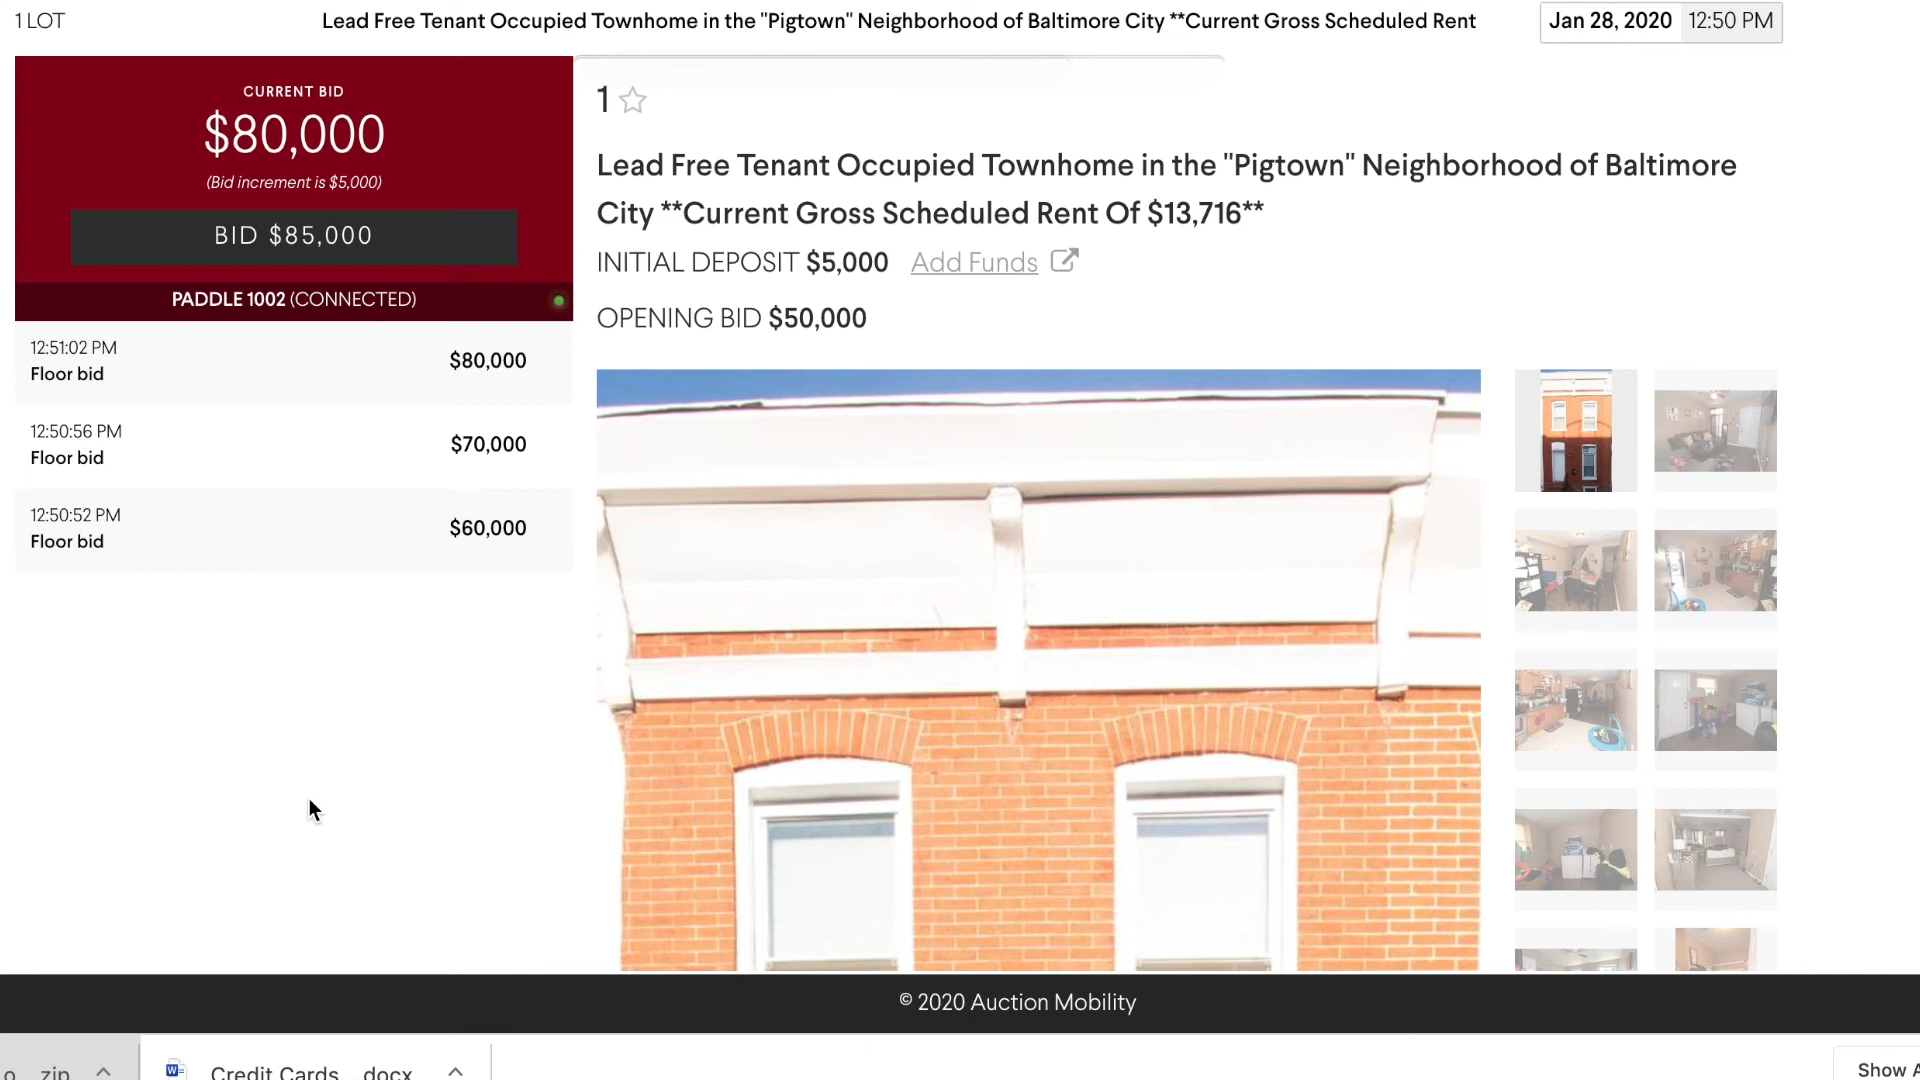 1 LOT
Lead Free Tenant Occupied Townhome in the "Pigtown" Neighborhood of Baltimore City **Current Gross Scheduled Rent
Jan 28, 2020 12:50 PM
CURRENT BID
$80,000
(Bid increment is $5,000)
BID $85,000
PADDLE 1002 (CONNECTED)
12:51:02 PM
Floor bid
$80,000
12:50:56 PM
Floor bid
$70,000
12:50:52 PM
Floor bid
$60,000
1
Lead Free Tenant Occupied Townhome in the "Pigtown" Neighborhood of Baltimore
City **Current Gross Scheduled Rent Of $13,716**
INITIAL DEPOSIT $5,000 Add Funds
OPENING BID $50,000
© 2020 Auction Mobility
o....zip
Credit Cards....docx
Show A